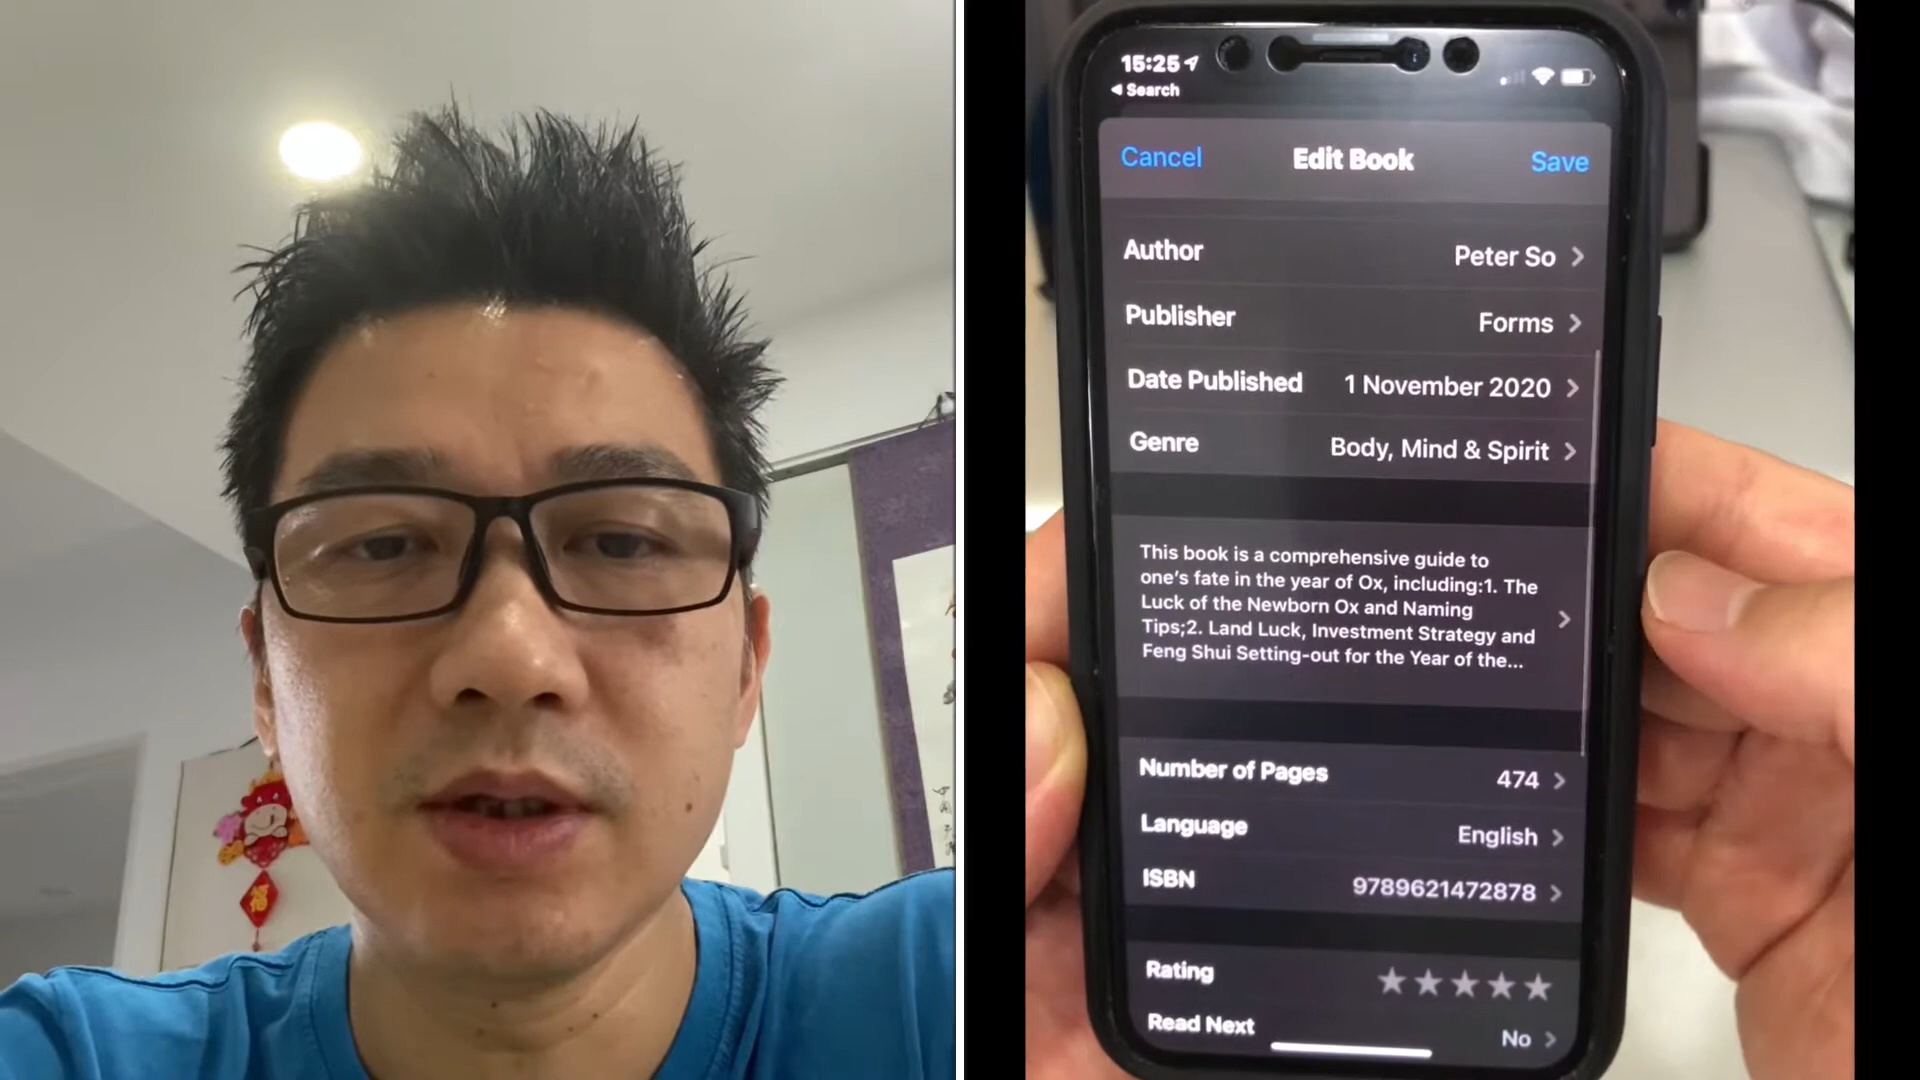 15:25
Search
Cancel
Edit Book
Save
Author
Peter So
Publisher
Forms
Date Published
1 November 2020
Genre
Body, Mind & Spirit
This book is a comprehensive guide to
one's fate in the year of Ox, including:1. The
Luck of the Newborn Ox and Naming
Tips;2. Land Luck, Investment Strategy and
Feng Shui Setting-out for the Year of the...
Number of Pages
474
Language
English
ISBN
9789621472878
Rating
Read Next
No